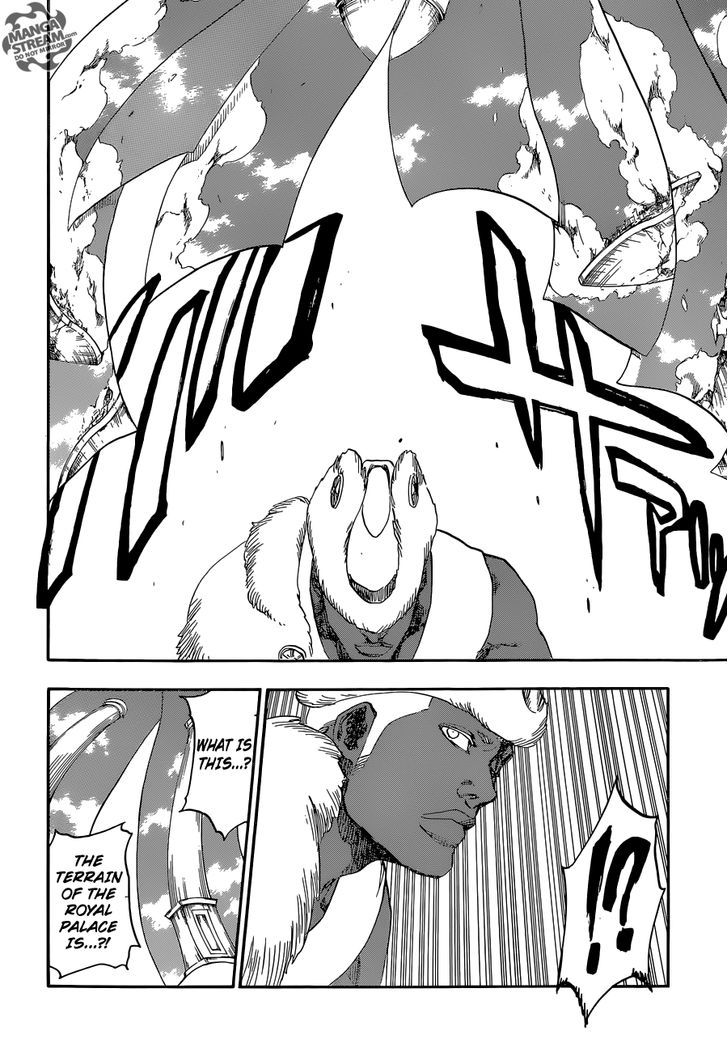 MANGA
STREAM.com
DO NOT MIRROR!
WHAT IS
THIS...?
THE
TERRAIN
OF THE
ROYAL
PALACE
IS...?!
!?